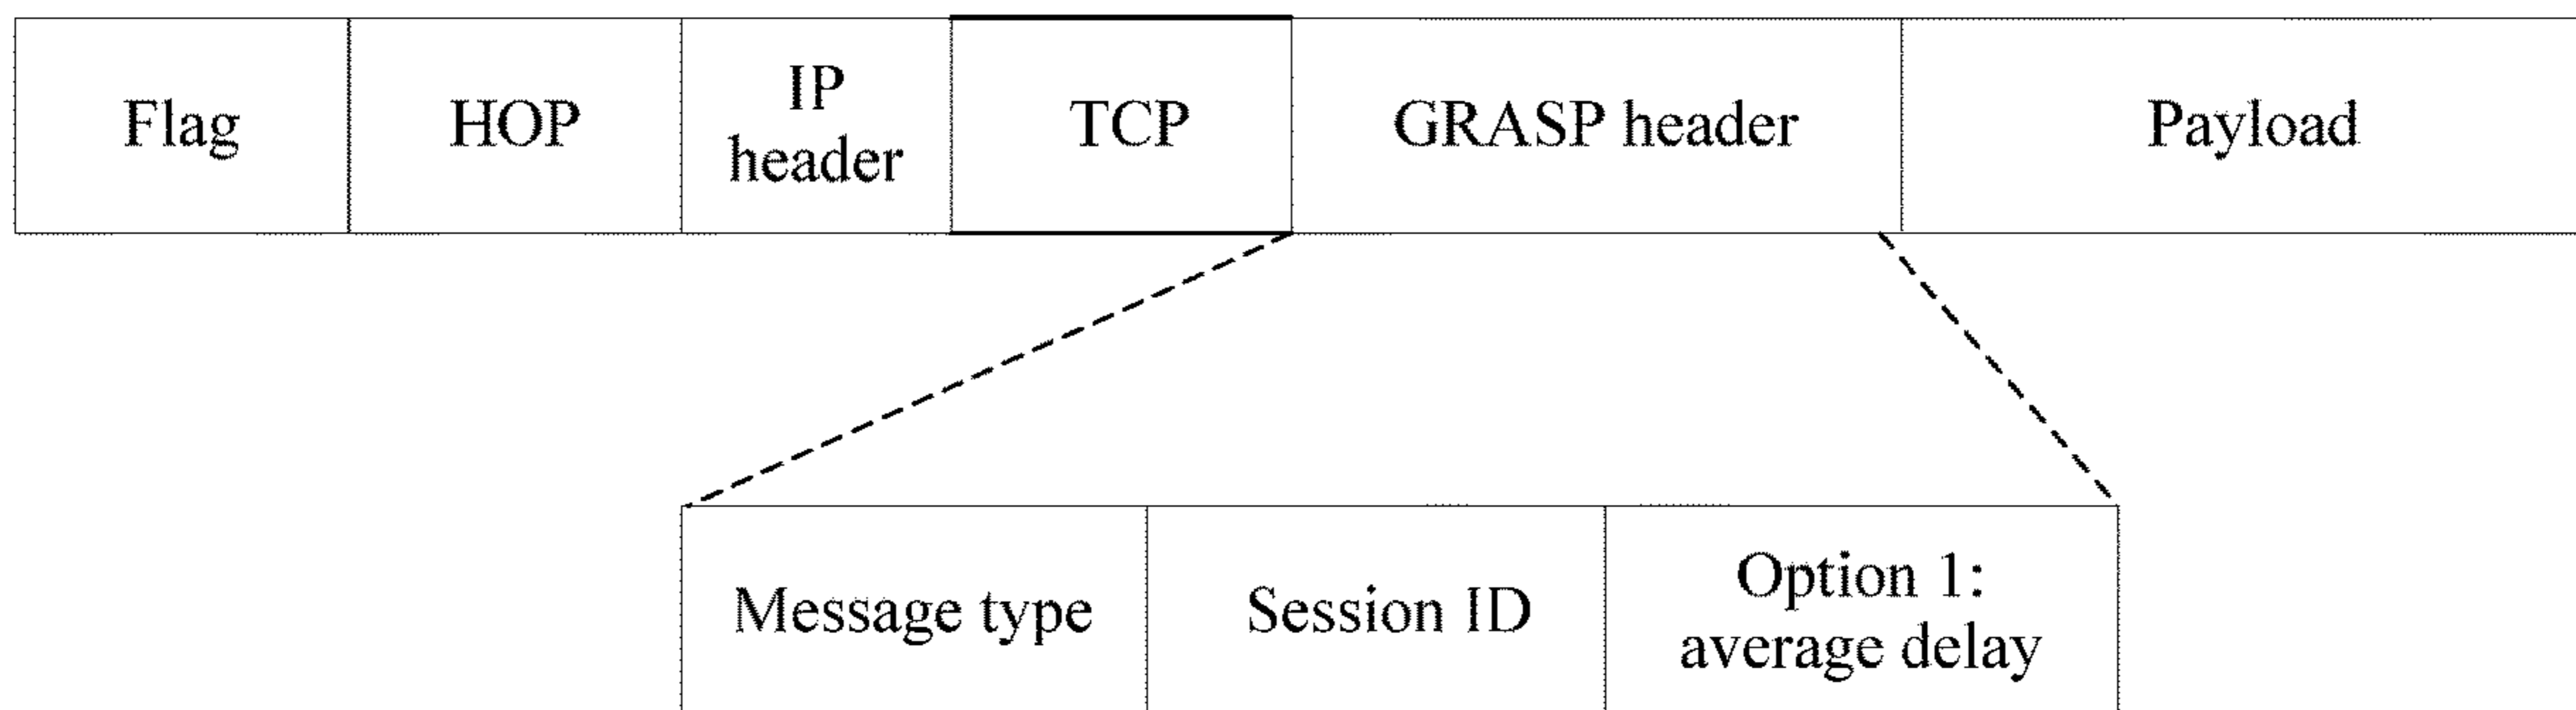 Flag
HOP
IP
header
TCP
GRASP header
Payload
Message type
Session ID
Option 1:
average delay